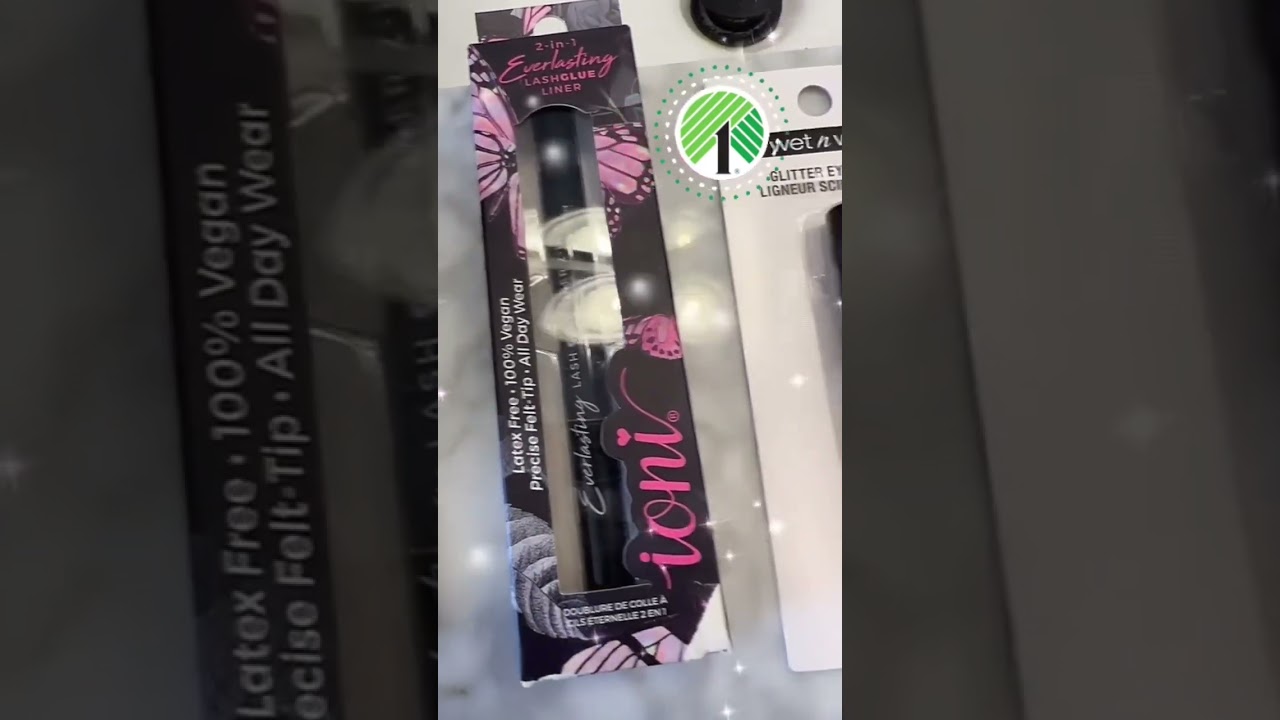 2-in-1
Everlasting
LASHGLUE
LINER
1
wet n w
GLITTER EY
LIGNEUR SCI
Latex Free • 100% Vegan
Precise Felt-Tip • All Day Wear
Everlasting LASH
ioni®
DOUBLURE DE COLLE À
CILS ÉTERNELLE 2 EN 1
Latex Free • 100% Vegan
ecise Felt-Tip • All Day Wear
LASH